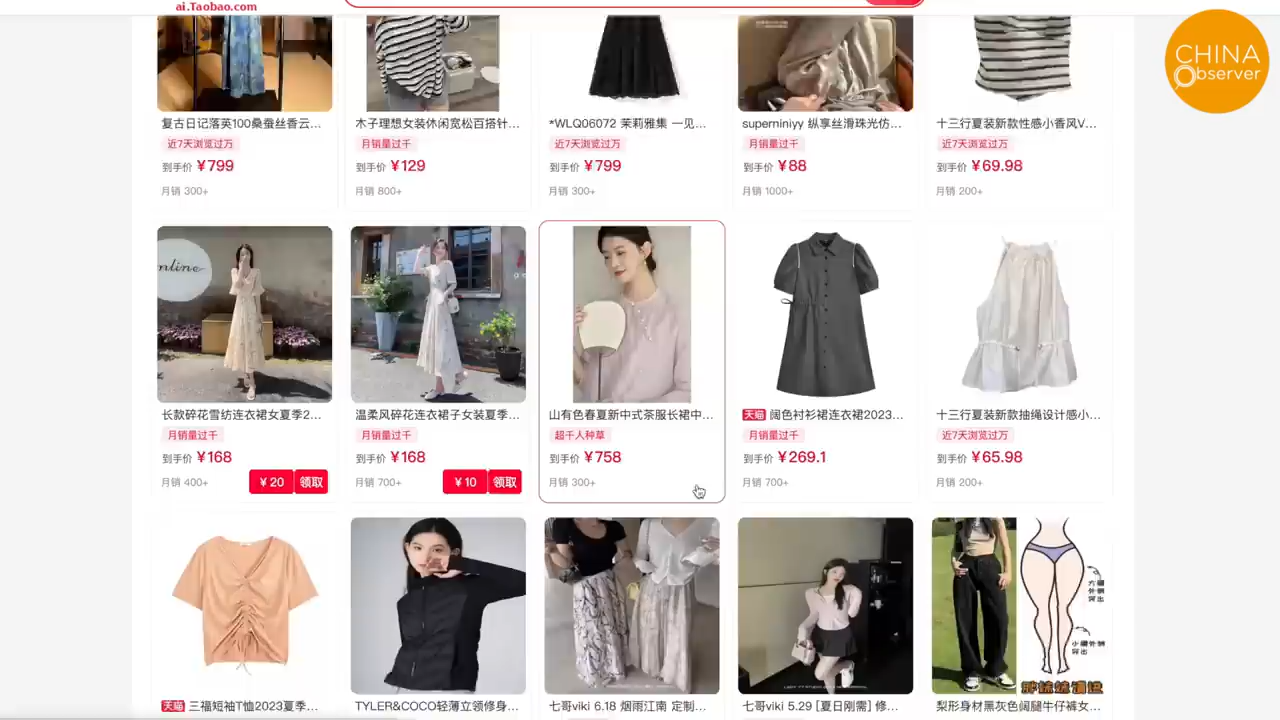 ai.Taobao.com
CHINA
Observer
复古日记落英100桑蚕丝香云...
近7天浏览过万
到手价 ¥799
月销 300+
木子理想女装休闲宽松百搭针...
月销量过千
到手价 ¥129
月销 800+
*WLQ06072 茉莉雅集 一见...
近7天浏览过万
到手价 ¥799
月销 300+
superniniyy 纵享丝滑珠光仿...
月销量过千
到手价 ¥88
月销 1000+
十三行夏装新款性感小香风V...
近7天浏览过万
到手价 ¥69.98
月销 200+
nline
长款碎花雪纺连衣裙女夏季2...
月销量过千
到手价 ¥168
月销 400+
¥ 20 领取
温柔风碎花连衣裙子女装夏季...
月销量过千
到手价 ¥168
月销 700+
¥ 10 领取
山有色春夏新中式茶服长裙中...
超千人种草
到手价 ¥758
月销 300+
天猫 阔色衬衫裙连衣裙2023...
月销量过千
到手价 ¥269.1
月销 700+
十三行夏装新款抽绳设计感小...
近7天浏览过万
到手价 ¥65.98
月销 200+
天猫 三福短袖T恤2023夏季...
TYLER&COCO轻薄立领修身...
七哥viki 6.18 烟雨江南 定制...
七哥viki 5.29 [夏日刚需] 修...
梨形身材黑灰色阔腿牛仔裤女...